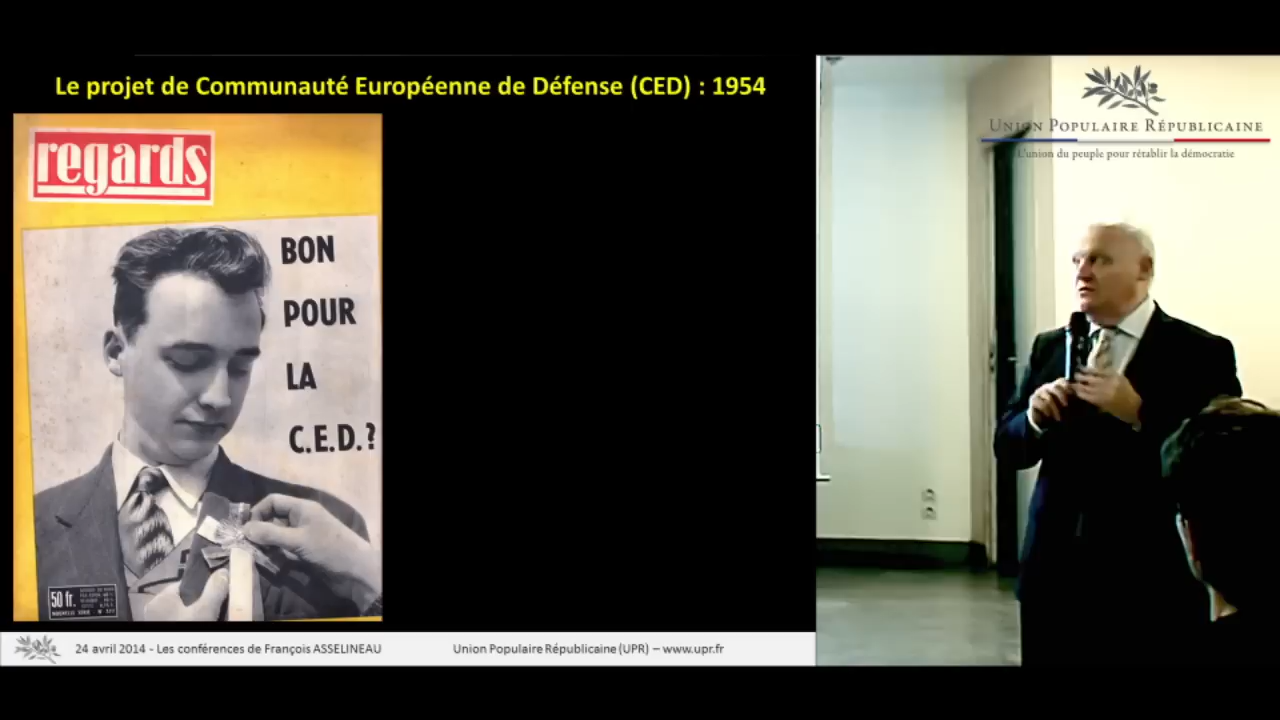 Le projet de Communauté Européenne de Défense (CED) : 1954
regards
BON
POUR
LA
C.E.D.?
50 fr.
24 avril 2014 - Les conférences de François ASSELINEAU
Union Populaire Républicaine (UPR) – www.upr.fr
UNION POPULAIRE RÉPUBLICAINE
L'union du peuple pour rétablir la démocratie